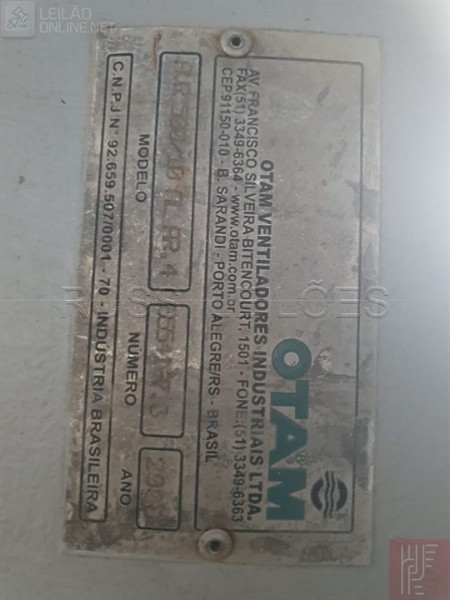 LEILÃO
ONLINE.NET
OTAM
OTAM VENTILADORES INDUSTRIAIS LTDA.
AV. FRANCISCO SILVEIRA BITENCOURT, 1501 - FONE:(51) 3349-6363
FAX(51) 3349-6364 - www.otam.com.br
CEP:91150-010 - B. SARANDI - PORTO ALEGRE/RS - BRASIL
MODELO NÚMERO ANO
C.N.P.J Nº 92.659.507/0001 - 70 - INDÚSTRIA BRASILEIRA